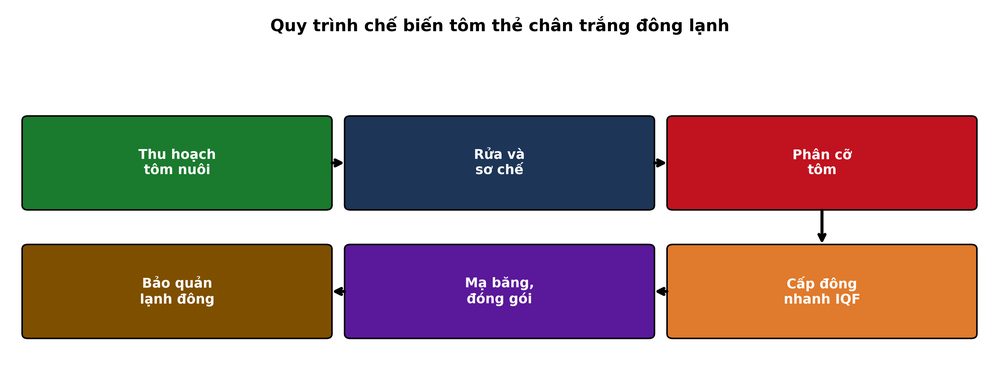 Quy trình chế biến tôm thẻ chân trắng đông lạnh
Thu hoạch
tôm nuôi
Rửa và
sơ chế
Phân cỡ
tôm
Cấp đông
nhanh IQF
Mạ băng,
đóng gói
Bảo quản
lạnh đông